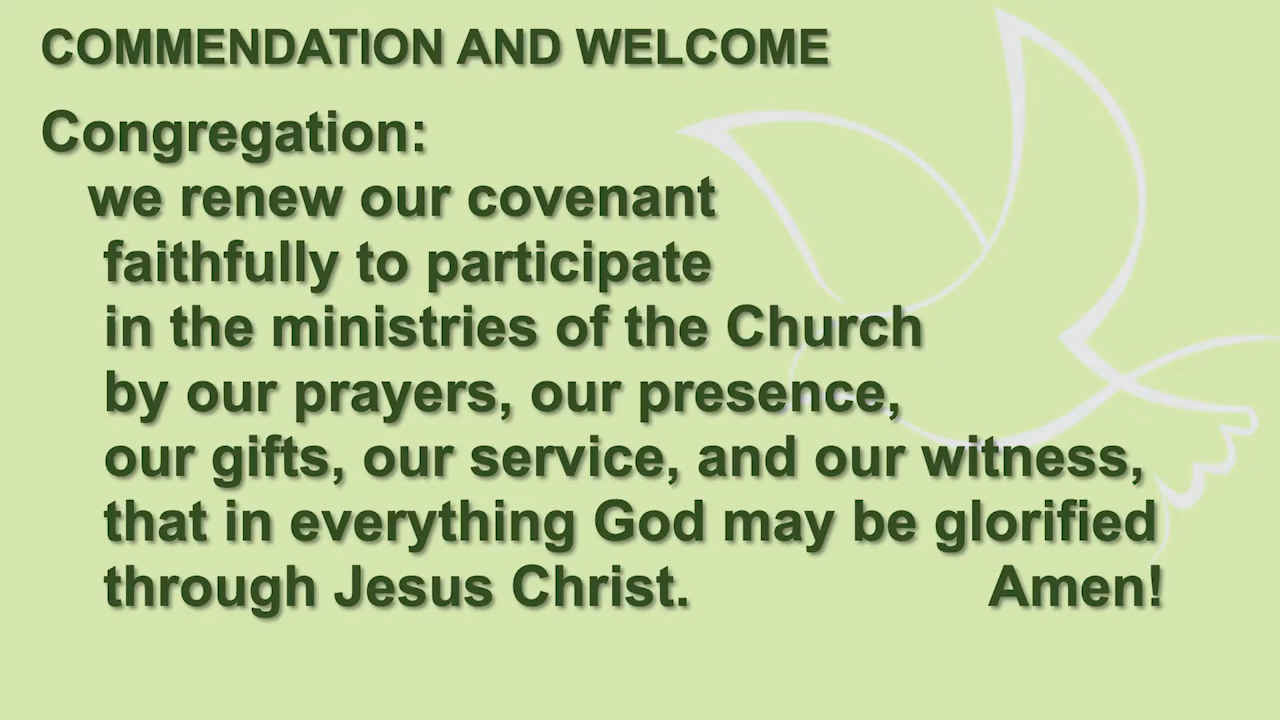 COMMENDATION AND WELCOME
Congregation:
we renew our covenant
faithfully to participate
in the ministries of the Church
by our prayers, our presence,
our gifts, our service, and our witness,
that in everything God may be glorified
through Jesus Christ. Amen!